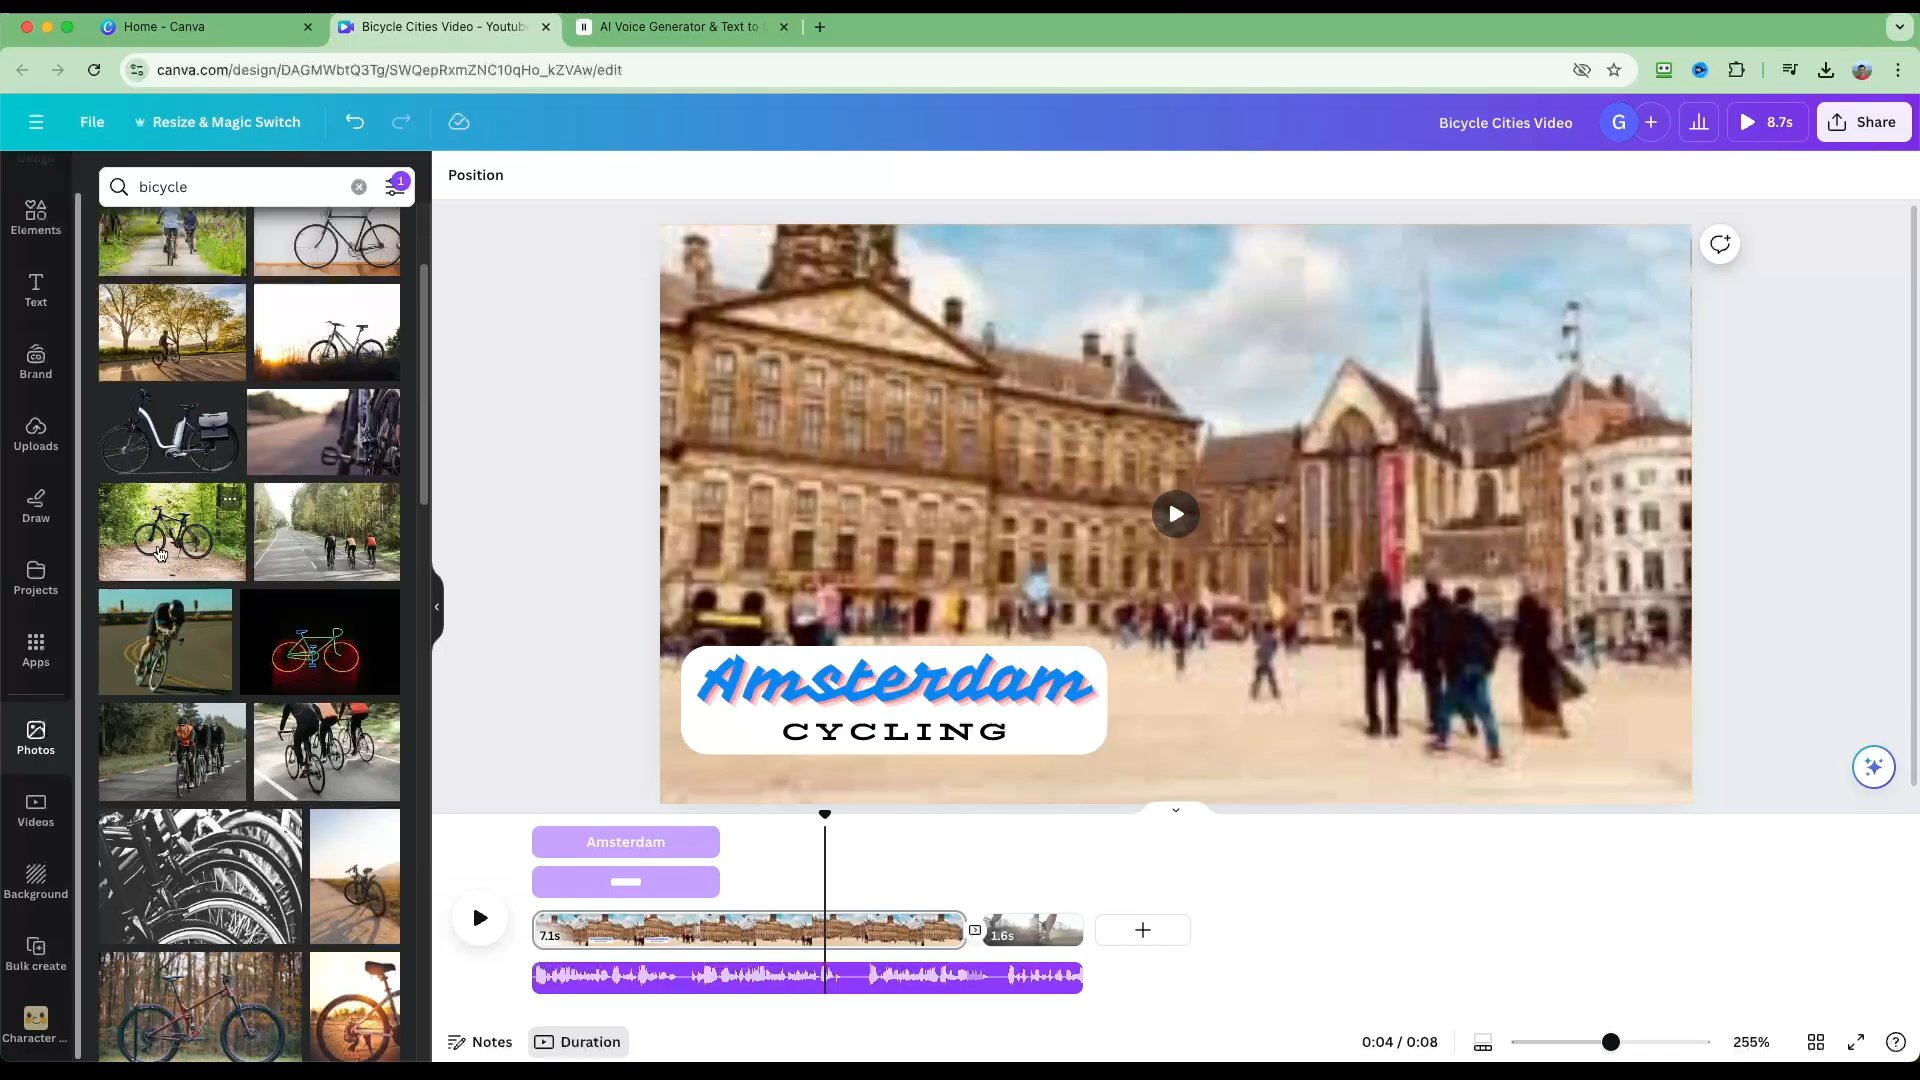 Home - Canva
Bicycle Cities Video - Youtub
AI Voice Generator & Text to
canva.com/design/DAGMWbtQ3Tg/SWQepRxmZNC10qHo_kZVAw/edit
File
Resize & Magic Switch
Bicycle Cities Video
G
8.7s
Share
Design
bicycle
1
Position
Elements
Text
Brand
Uploads
Draw
Projects
Apps
Photos
Videos
Background
Bulk create
Character ...
Amsterdam
CYCLING
Amsterdam
7.1s
1.6s
Notes
Duration
0:04 / 0:08
255%